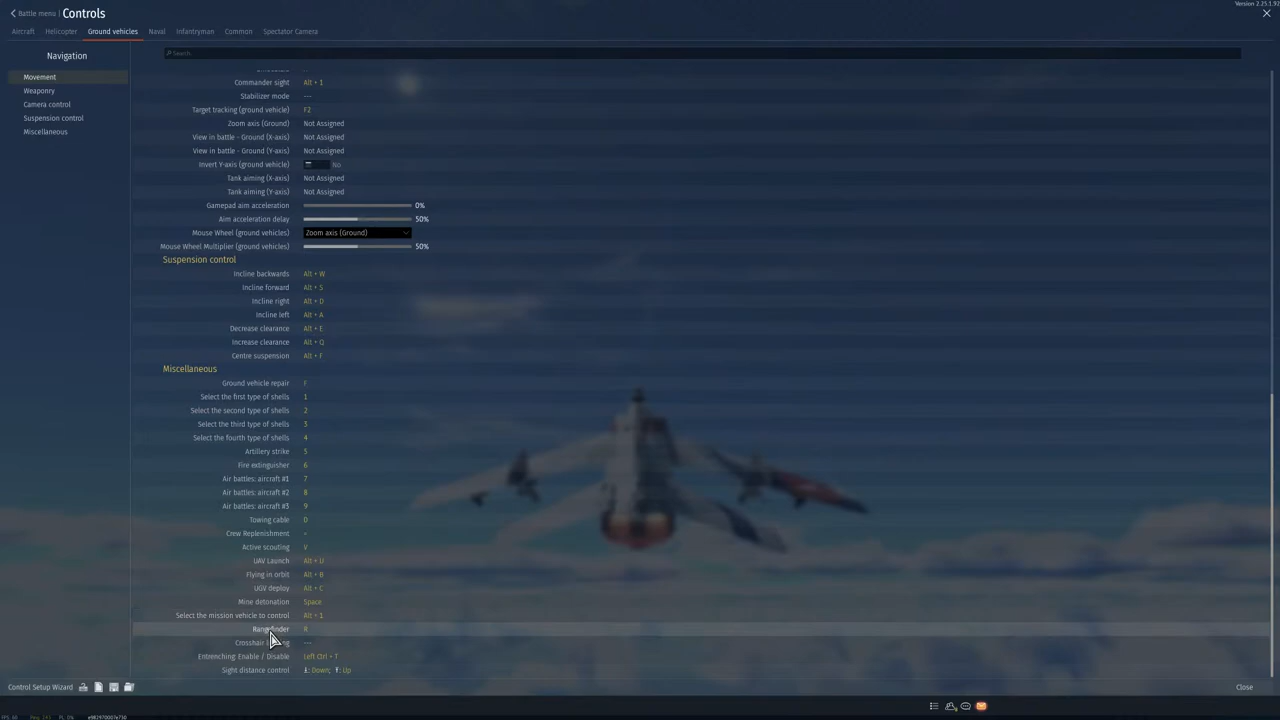 Version 2.25.1.92
Battle menu | Controls
Aircraft Helicopter Ground vehicles Naval Infantryman Common Spectator Camera
Navigation
Search
Movement
Weaponry
Camera control
Suspension control
Miscellaneous
Commander sight Alt + 1
Stabilizer mode ---
Target tracking (ground vehicle) F2
Zoom axis (Ground) Not Assigned
View in battle - Ground (X-axis) Not Assigned
View in battle - Ground (Y-axis) Not Assigned
Invert Y-axis (ground vehicle) No
Tank aiming (X-axis) Not Assigned
Tank aiming (Y-axis) Not Assigned
Gamepad aim acceleration 0%
Aim acceleration delay 50%
Mouse Wheel (ground vehicles) Zoom axis (Ground)
Mouse Wheel Multiplier (ground vehicles) 50%
Suspension control
Incline backwards Alt + W
Incline forward Alt + S
Incline right Alt + D
Incline left Alt + A
Decrease clearance Alt + E
Increase clearance Alt + Q
Centre suspension Alt + F
Miscellaneous
Ground vehicle repair F
Select the first type of shells 1
Select the second type of shells 2
Select the third type of shells 3
Select the fourth type of shells 4
Artillery strike 5
Fire extinguisher 6
Air battles: aircraft #1 7
Air battles: aircraft #2 8
Air battles: aircraft #3 9
Towing cable 0
Crew Replenishment -
Active scouting V
UAV Launch Alt + U
Flying in orbit Alt + B
UGV deploy Alt + C
Mine detonation Space
Select the mission vehicle to control Alt + 1
Rangefinder R
Crosshair ---
Entrenching: Enable / Disable Left Ctrl + T
Sight distance control Down; Up
Control Setup Wizard Close